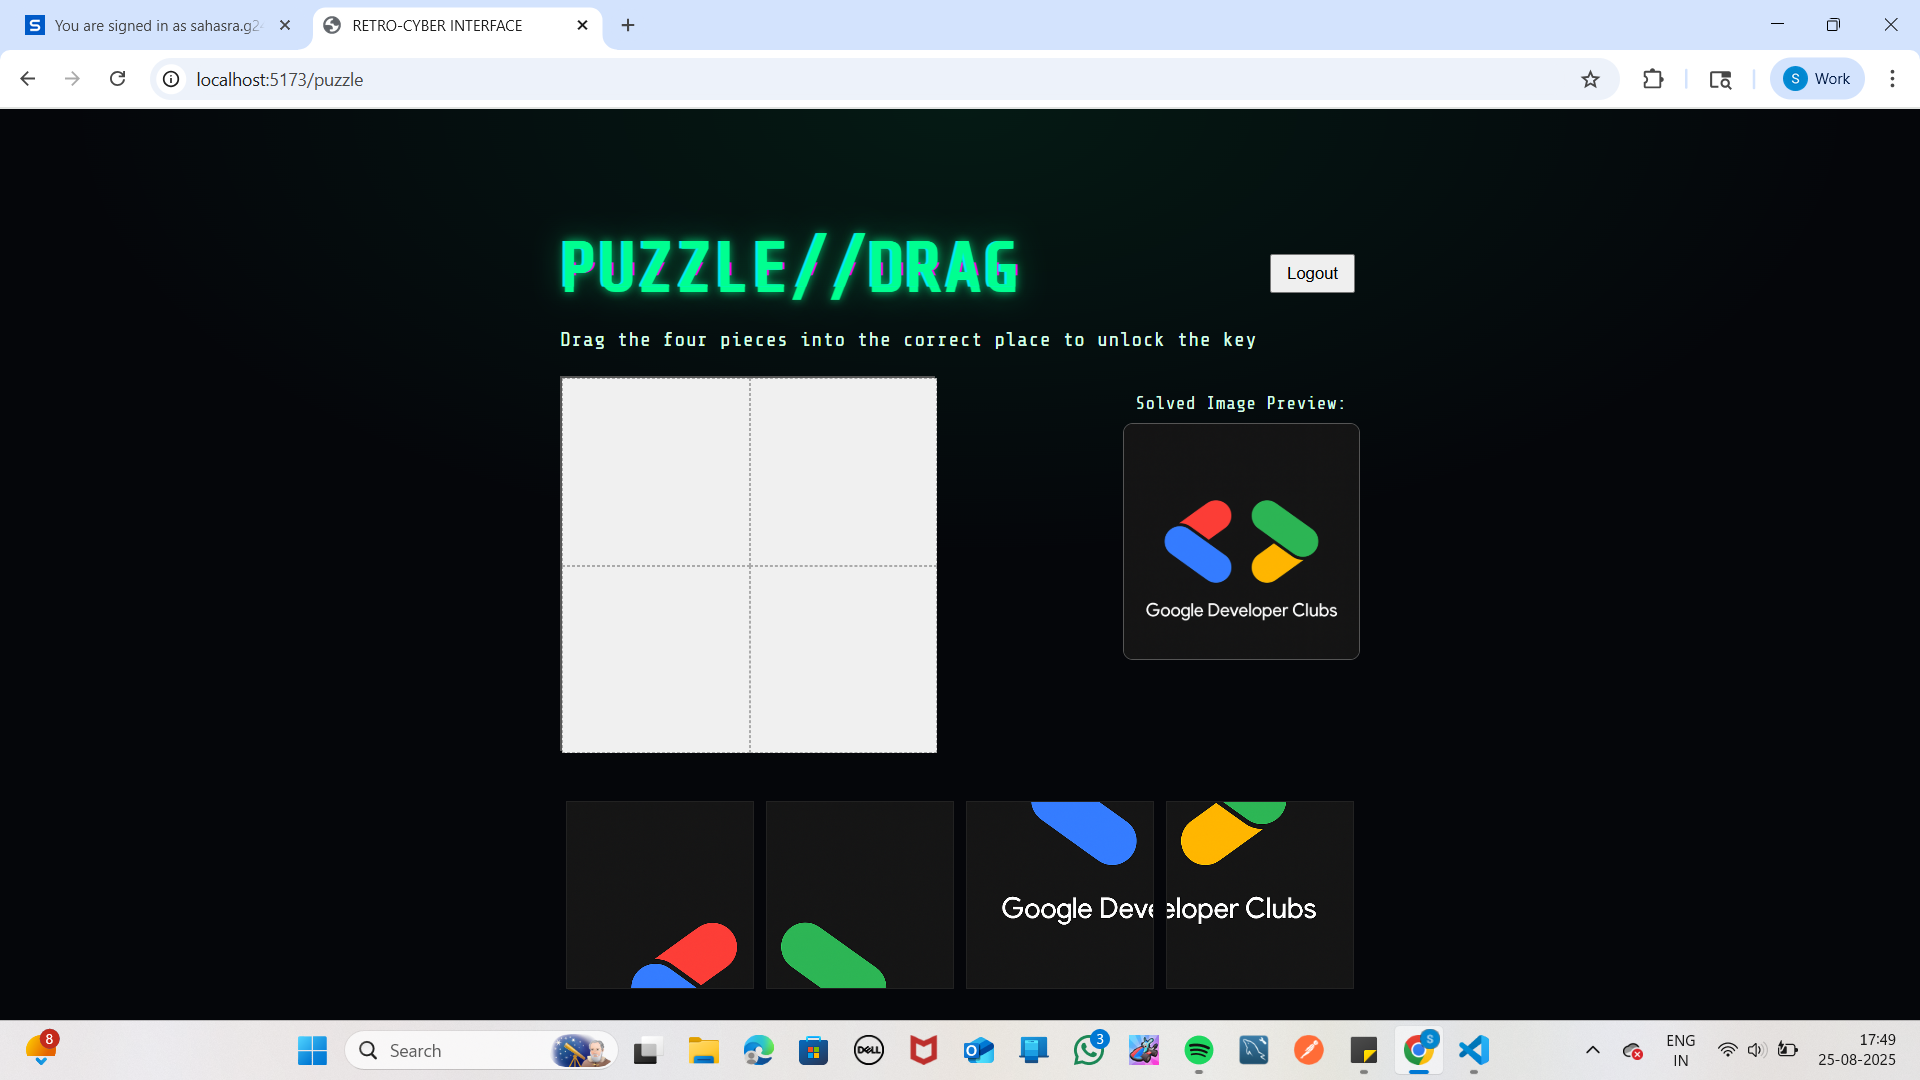 You are signed in as sahasra.g2
RETRO-CYBER INTERFACE
localhost:5173/puzzle
S
Work
PUZZLE//DRAG
Logout
Drag the four pieces into the correct place to unlock the key
Solved Image Preview:
Google Developer Clubs
Google Deve
eloper Clubs
8
Search
DELL
3
S
ENG
IN
17:49
25-08-2025